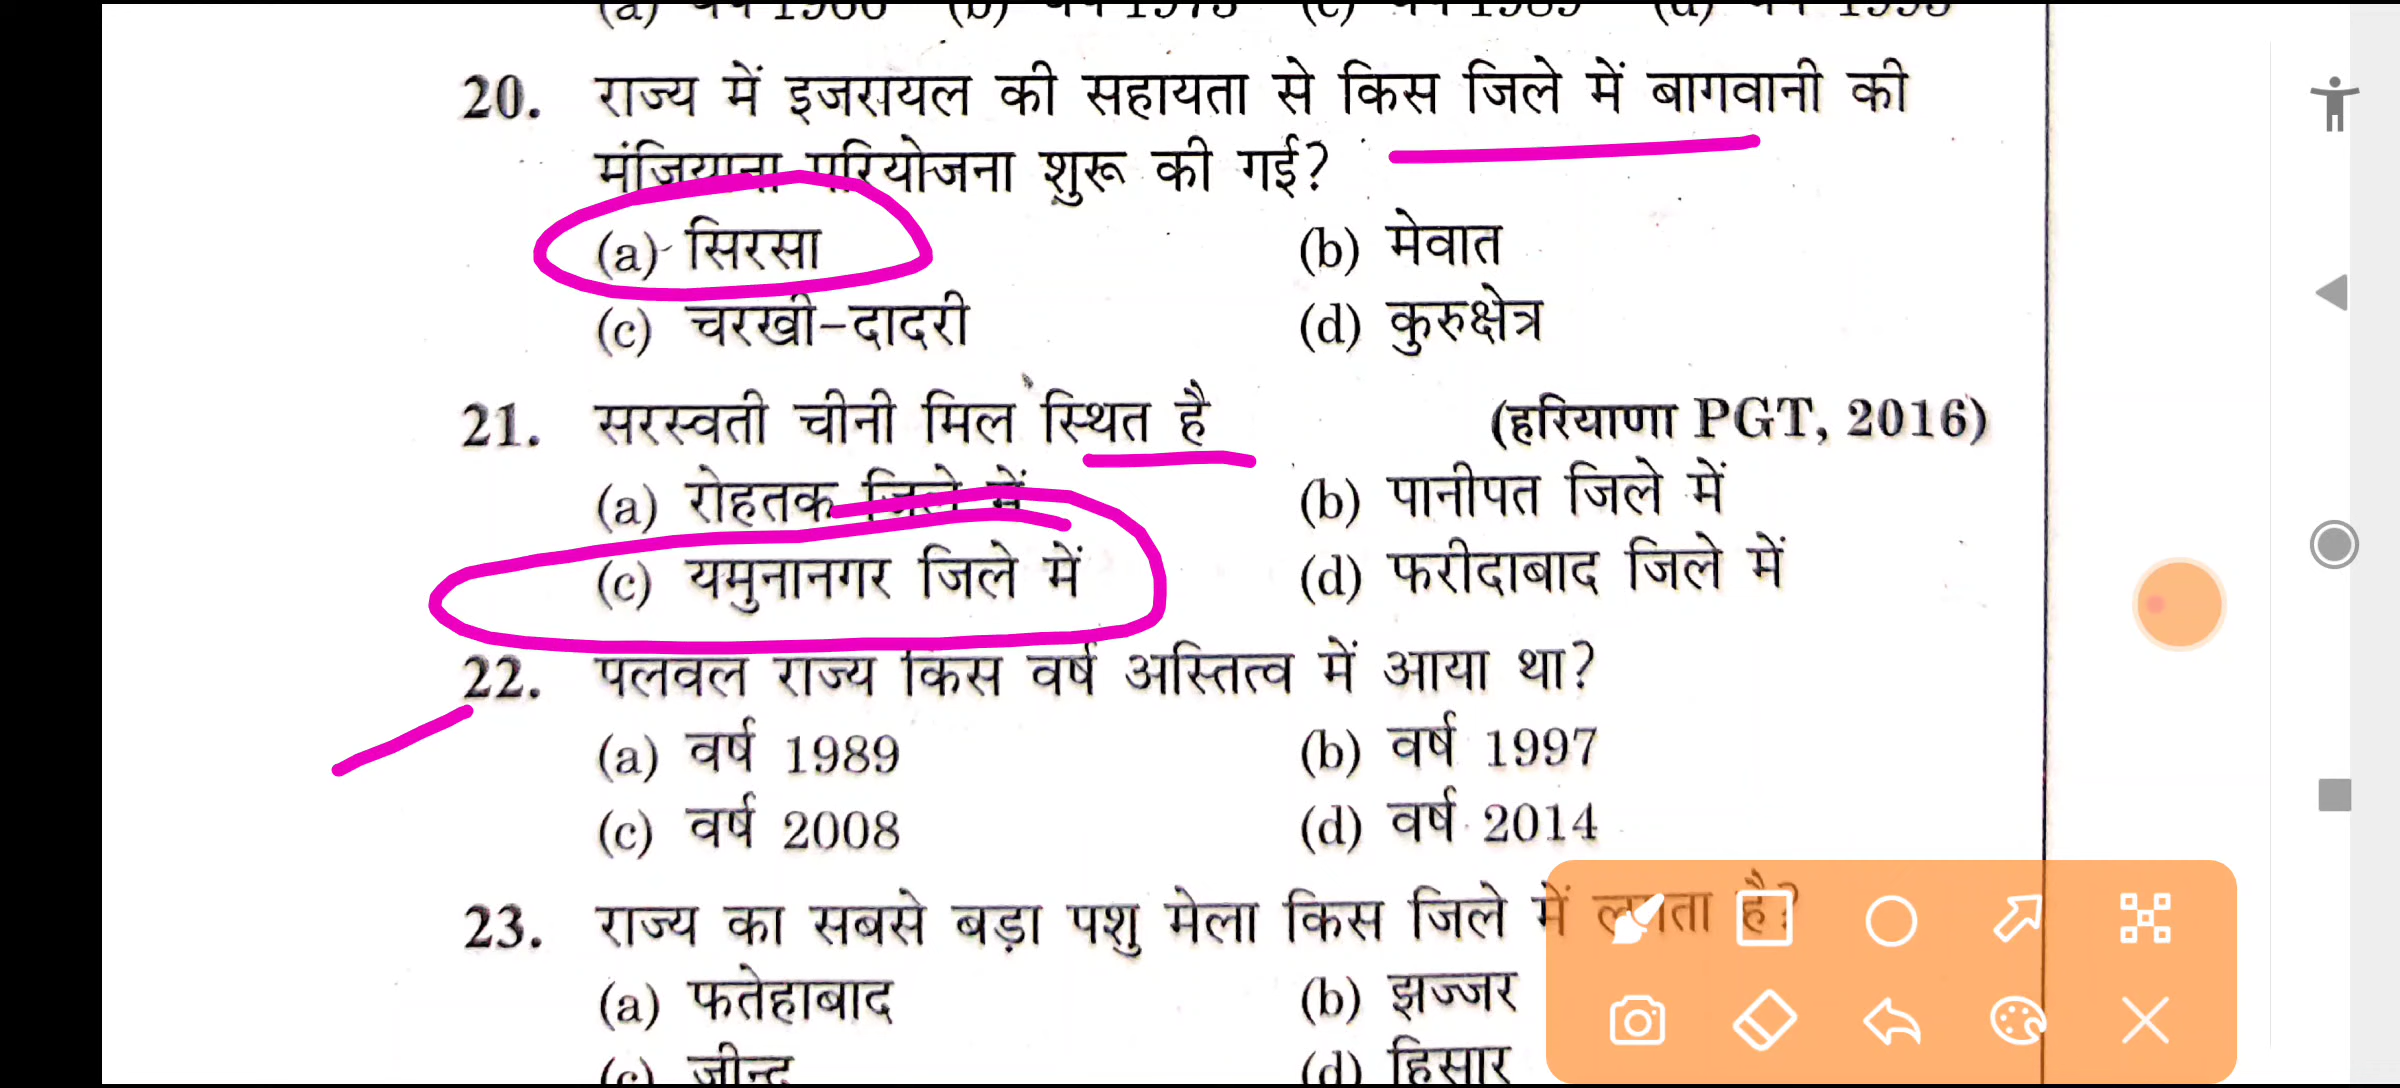 20. राज्य में इजरायल की सहायता से किस जिले में बागवानी की
मंजियाना परियोजना शुरू की गई?
(a) सिरसा (b) मेवात
(c) चरखी-दादरी (d) कुरुक्षेत्र
21. सरस्वती चीनी मिल स्थित है (हरियाणा PGT, 2016)
(a) रोहतक जिले में (b) पानीपत जिले में
(c) यमुनानगर जिले में (d) फरीदाबाद जिले में
22. पलवल राज्य किस वर्ष अस्तित्व में आया था?
(a) वर्ष 1989 (b) वर्ष 1997
(c) वर्ष 2008 (d) वर्ष 2014
23. राज्य का सबसे बड़ा पशु मेला किस जिले में लगता है?
(a) फतेहाबाद (b) झज्जर
(c) जीन्द (d) हिसार